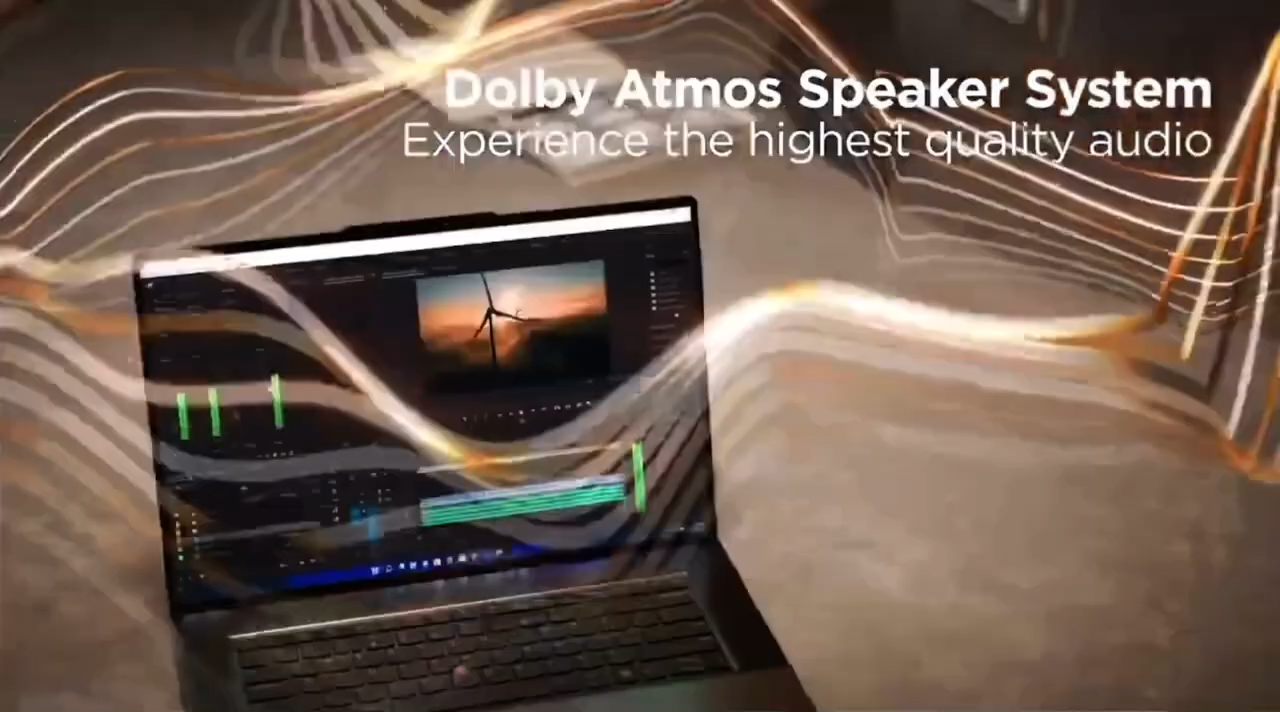 Dolby Atmos Speaker System
Experience the highest quality audio